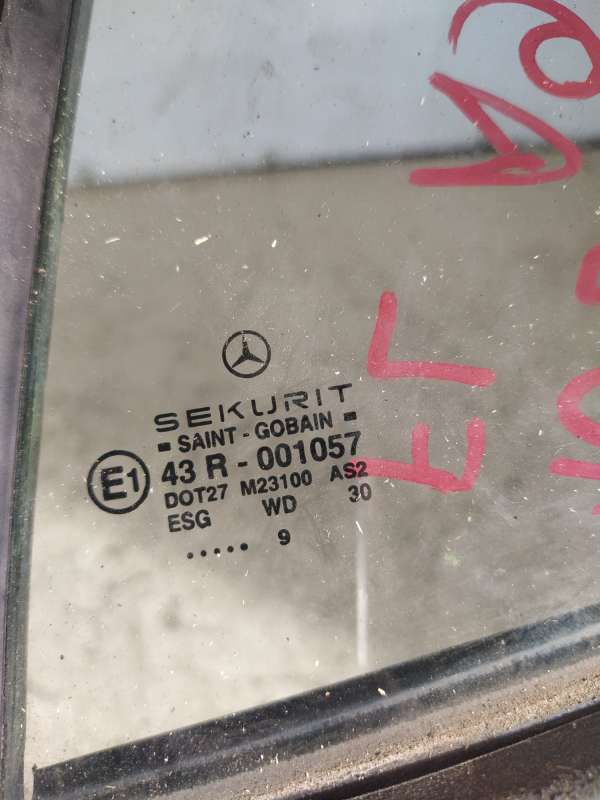 SEKURIT
SAINT - GOBAIN
E1
43 R - 001057
DOT27 M23100 AS2
ESG WD 30
..... 9